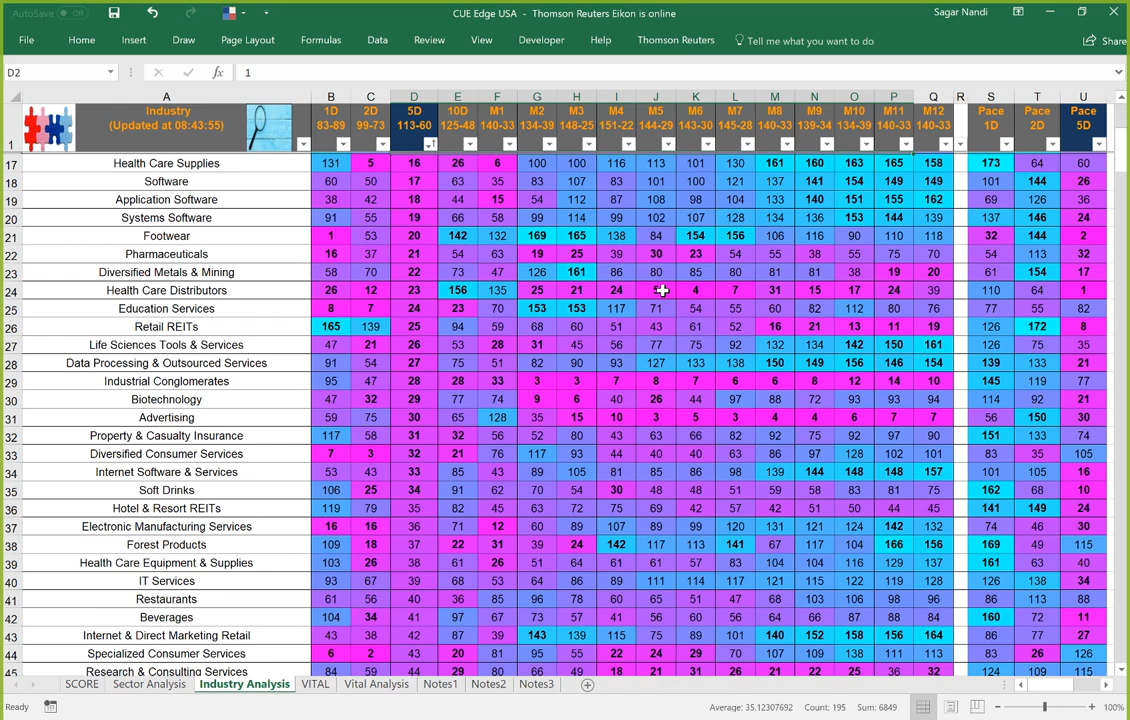 AutoSave Off CUE Edge USA - Thomson Reuters Eikon is online Sagar Nandi
File Home Insert Draw Page Layout Formulas Data Review View Developer Help Thomson Reuters Tell me what you want to do Share
D2 fx 1
A B C D E F G H I J K L M N O P Q R S T U
Industry 1D 2D 5D 10D M1 M2 M3 M4 M5 M6 M7 M8 M9 M10 M11 M12 Pace Pace Pace
(Updated at 08:43:55) 83-89 99-73 113-60 125-48 140-33 134-39 148-25 151-22 144-29 143-30 145-28 140-33 139-34 134-39 140-33 140-33 1D 2D 5D
1
17 Health Care Supplies 131 5 16 26 6 100 100 116 113 101 130 161 160 163 165 158 173 64 60
18 Software 60 50 17 63 35 83 107 83 101 100 121 137 141 154 149 149 101 144 26
19 Application Software 38 42 18 44 15 54 112 87 108 98 104 133 140 151 155 162 69 126 36
20 Systems Software 91 55 19 66 58 99 114 99 102 107 128 134 136 153 144 139 137 146 24
21 Footwear 1 53 20 142 132 169 165 138 84 154 156 106 116 90 110 118 32 144 2
22 Pharmaceuticals 16 37 21 54 63 19 25 39 30 23 54 55 38 55 75 70 54 113 32
23 Diversified Metals & Mining 58 70 22 73 47 126 161 86 80 85 80 81 81 38 19 20 61 154 17
24 Health Care Distributors 26 12 23 156 135 25 21 24 4 7 31 15 17 24 39 110 64 1
25 Education Services 8 7 24 23 70 153 153 117 71 54 55 60 82 112 80 76 77 55 82
26 Retail REITs 165 139 25 94 59 68 60 51 43 61 52 16 21 13 11 19 126 172 8
27 Life Sciences Tools & Services 47 21 26 53 28 31 45 56 77 75 92 132 134 142 150 161 126 75 35
28 Data Processing & Outsourced Services 91 54 27 75 51 82 90 93 127 133 138 150 149 156 146 154 139 133 21
29 Industrial Conglomerates 95 47 28 28 33 3 3 7 8 7 6 6 8 12 14 10 145 119 77
30 Biotechnology 47 32 29 77 74 9 6 40 26 44 97 88 72 93 93 94 114 92 21
31 Advertising 59 75 30 65 128 35 15 10 3 5 3 4 4 6 7 7 56 150 30
32 Property & Casualty Insurance 117 58 31 32 56 52 80 43 63 66 82 92 75 92 97 90 151 133 74
33 Diversified Consumer Services 7 3 32 21 76 117 93 44 40 40 63 86 97 128 102 101 83 35 105
34 Internet Software & Services 53 43 33 85 43 89 105 81 85 86 98 139 144 148 148 157 101 105 16
35 Soft Drinks 106 25 34 91 62 70 54 30 48 48 51 59 58 83 81 75 162 68 10
36 Hotel & Resort REITs 119 79 35 82 45 63 72 75 69 42 57 42 51 50 44 45 141 149 24
37 Electronic Manufacturing Services 16 16 36 71 12 60 89 107 89 99 120 131 121 124 142 132 74 46 30
38 Forest Products 109 18 37 22 31 39 24 142 117 113 141 67 117 104 166 156 169 49 115
39 Health Care Equipment & Supplies 103 26 38 61 26 64 51 61 61 57 83 104 104 116 129 137 161 63 40
40 IT Services 93 67 39 68 53 64 86 89 111 114 117 121 115 122 119 128 126 138 34
41 Restaurants 61 56 40 36 85 96 78 60 65 51 47 68 103 106 98 96 86 113 88
42 Beverages 104 34 41 97 67 73 57 41 56 60 56 64 66 87 88 84 160 72 11
43 Internet & Direct Marketing Retail 43 38 42 87 39 143 139 115 75 89 101 140 152 158 156 164 86 77 27
44 Specialized Consumer Services 6 2 43 20 81 95 55 22 24 29 70 107 109 138 111 113 83 26 126
45 Research & Consulting Services 84 59 44 29 80 66 49 18 21 31 26 21 22 25 36 32 124 109 115
SCORE Sector Analysis Industry Analysis VITAL Vital Analysis Notes1 Notes2 Notes3
Ready Average: 35.12307692 Count: 195 Sum: 6849 100%